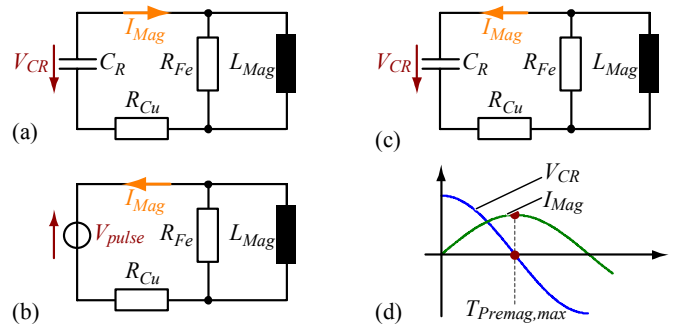 I_Mag
V_CR
C_R
R_Fe
L_Mag
R_Cu
(a)
I_Mag
V_pulse
R_Fe
L_Mag
R_Cu
(b)
I_Mag
V_CR
C_R
R_Fe
L_Mag
R_Cu
(c)
V_CR
I_Mag
T_Premag,max
(d)